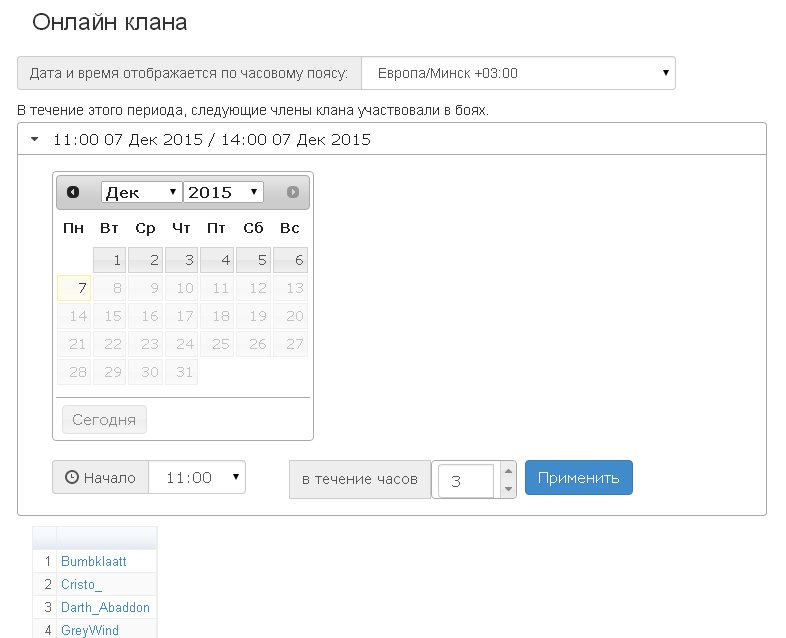 Онлайн клана
Дата и время отображается по часовому поясу: Европа/Минск +03:00
В течение этого периода, следующие члены клана участвовали в боях.
11:00 07 Дек 2015 / 14:00 07 Дек 2015
Дек 2015
Пн Вт Ср Чт Пт Сб Вс
1 2 3 4 5 6
7 8 9 10 11 12 13
14 15 16 17 18 19 20
21 22 23 24 25 26 27
28 29 30 31
Сегодня
Начало 11:00 в течение часов 3 Применить
1 Bumbklaatt
2 Cristo_
3 Darth_Abaddon
4 GreyWind